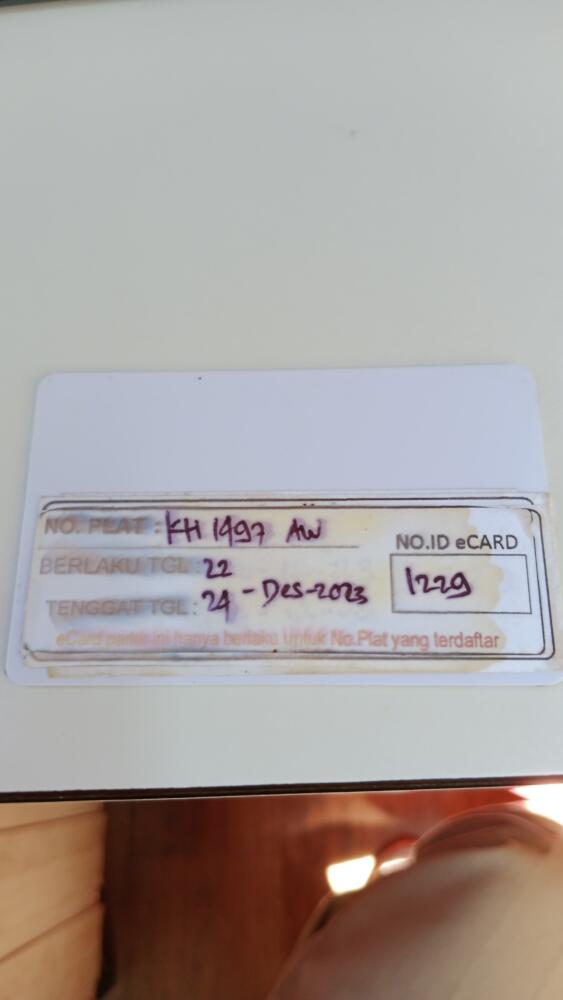 NO. PLAT : KH 1497 AW
NO.ID eCARD
BERLAKU TGL : 22
1229
TENGGAT TGL : 24 - Des - 2023
eCard parkir ini hanya berlaku untuk No.Plat yang terdaftar